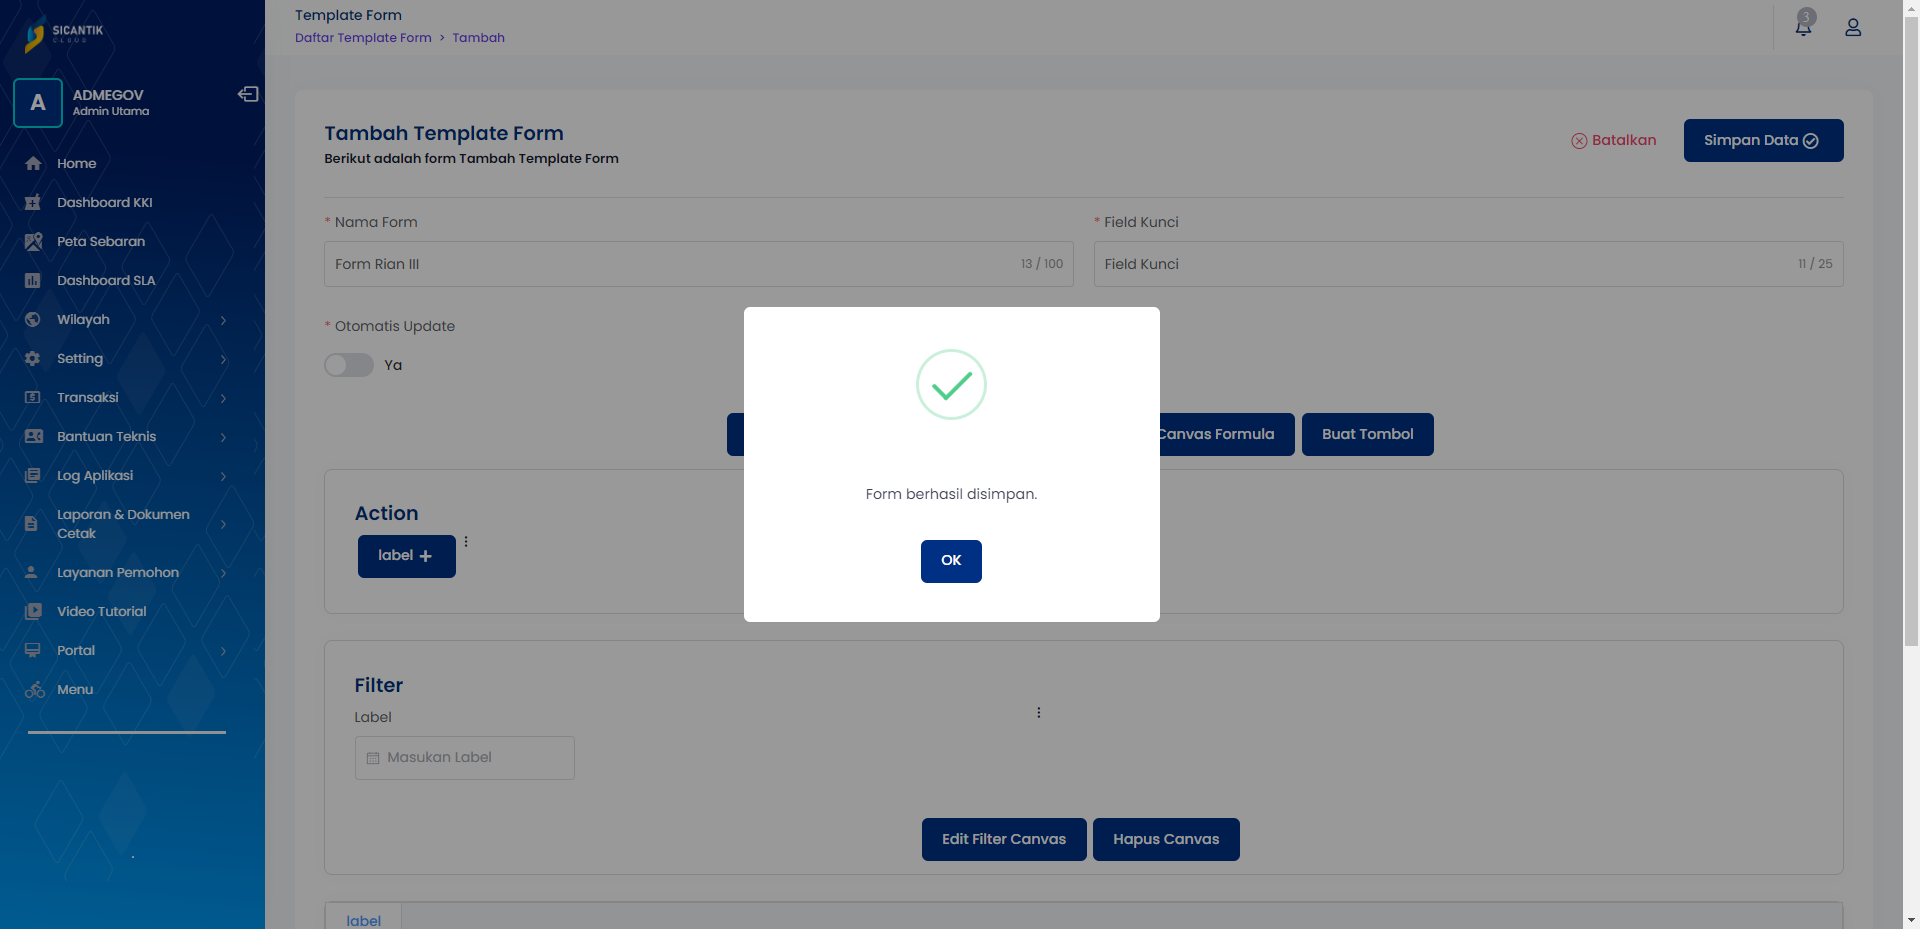 SICANTIK
CLOUD
A
ADMEGOV
Admin Utama
Home
Dashboard KKI
Peta Sebaran
Dashboard SLA
Wilayah
Setting
Transaksi
Bantuan Teknis
Log Aplikasi
Laporan & Dokumen
Cetak
Layanan Pemohon
Video Tutorial
Portal
Menu
Template Form
Daftar Template Form > Tambah
3
Tambah Template Form
Berikut adalah form Tambah Template Form
Batalkan
Simpan Data
* Nama Form
* Field Kunci
Form Rian III
13 / 100
Field Kunci
11 / 25
* Otomatis Update
Ya
Canvas Formula
Buat Tombol
Form berhasil disimpan.
OK
Action
label +
Filter
Label
Masukan Label
Edit Filter Canvas
Hapus Canvas
label